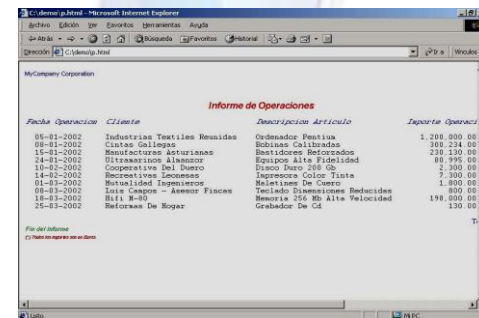 C:\demo\p.html - Microsoft Internet Explorer
Archivo Edición Ver Favoritos Herramientas Ayuda
Atrás Búsqueda Favoritos Historial
Dirección C:\demo\p.html Ir a Vínculos
MyCompany Corporation
Informe de Operaciones
Fecha Operacion Cliente Descripcion Articulo Importe Operaci
05-01-2002 Industrias Textiles Reunidas Ordenador Pentium 1.200.000.00
08-01-2002 Cintas Gallegas Bobinas Calibradas 300.234.00
15-01-2002 Manufacturas Asturianas Bastidores Reforzados 230.130.00
24-01-2002 Ultramarinos Almanzor Equipos Alta Fidelidad 80.995.00
10-02-2002 Cooperativa Del Duero Disco Duro 200 Gb 2.300.00
14-02-2002 Recreativas Leonesas Impresora Color Tinta 7.300.00
01-03-2002 Mutualidad Ingenieros Maletines De Cuero 1.800.00
08-03-2002 Luis Campos - Asesor Fincas Teclado Dimensiones Reducidas 800.00
18-03-2002 Hifi M-80 Memoria 256 Mb Alta Velocidad 198.000.00
25-03-2002 Reformas De Hogar Grabador De Cd 130.00
Fin del Informe
(*) Todos los importes son en Euros
Listo Mi PC